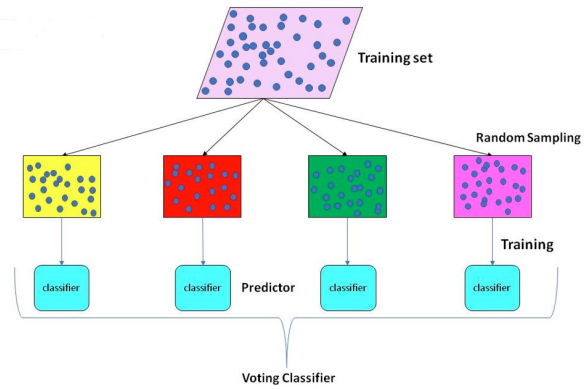 Training set
Random Sampling
Training
classifier
classifier
Predictor
classifier
classifier
Voting Classifier